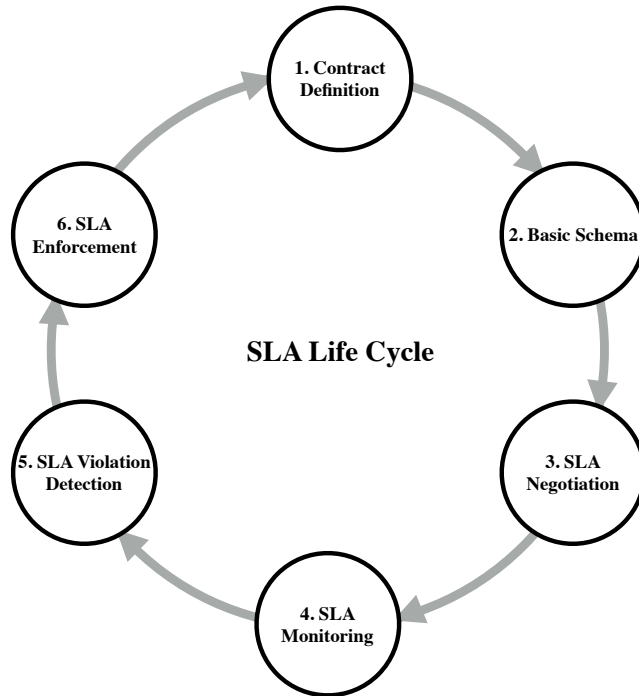 1. Contract
Definition
2. Basic Schema
3. SLA
Negotiation
4. SLA
Monitoring
5. SLA Violation
Detection
6. SLA
Enforcement
SLA Life Cycle